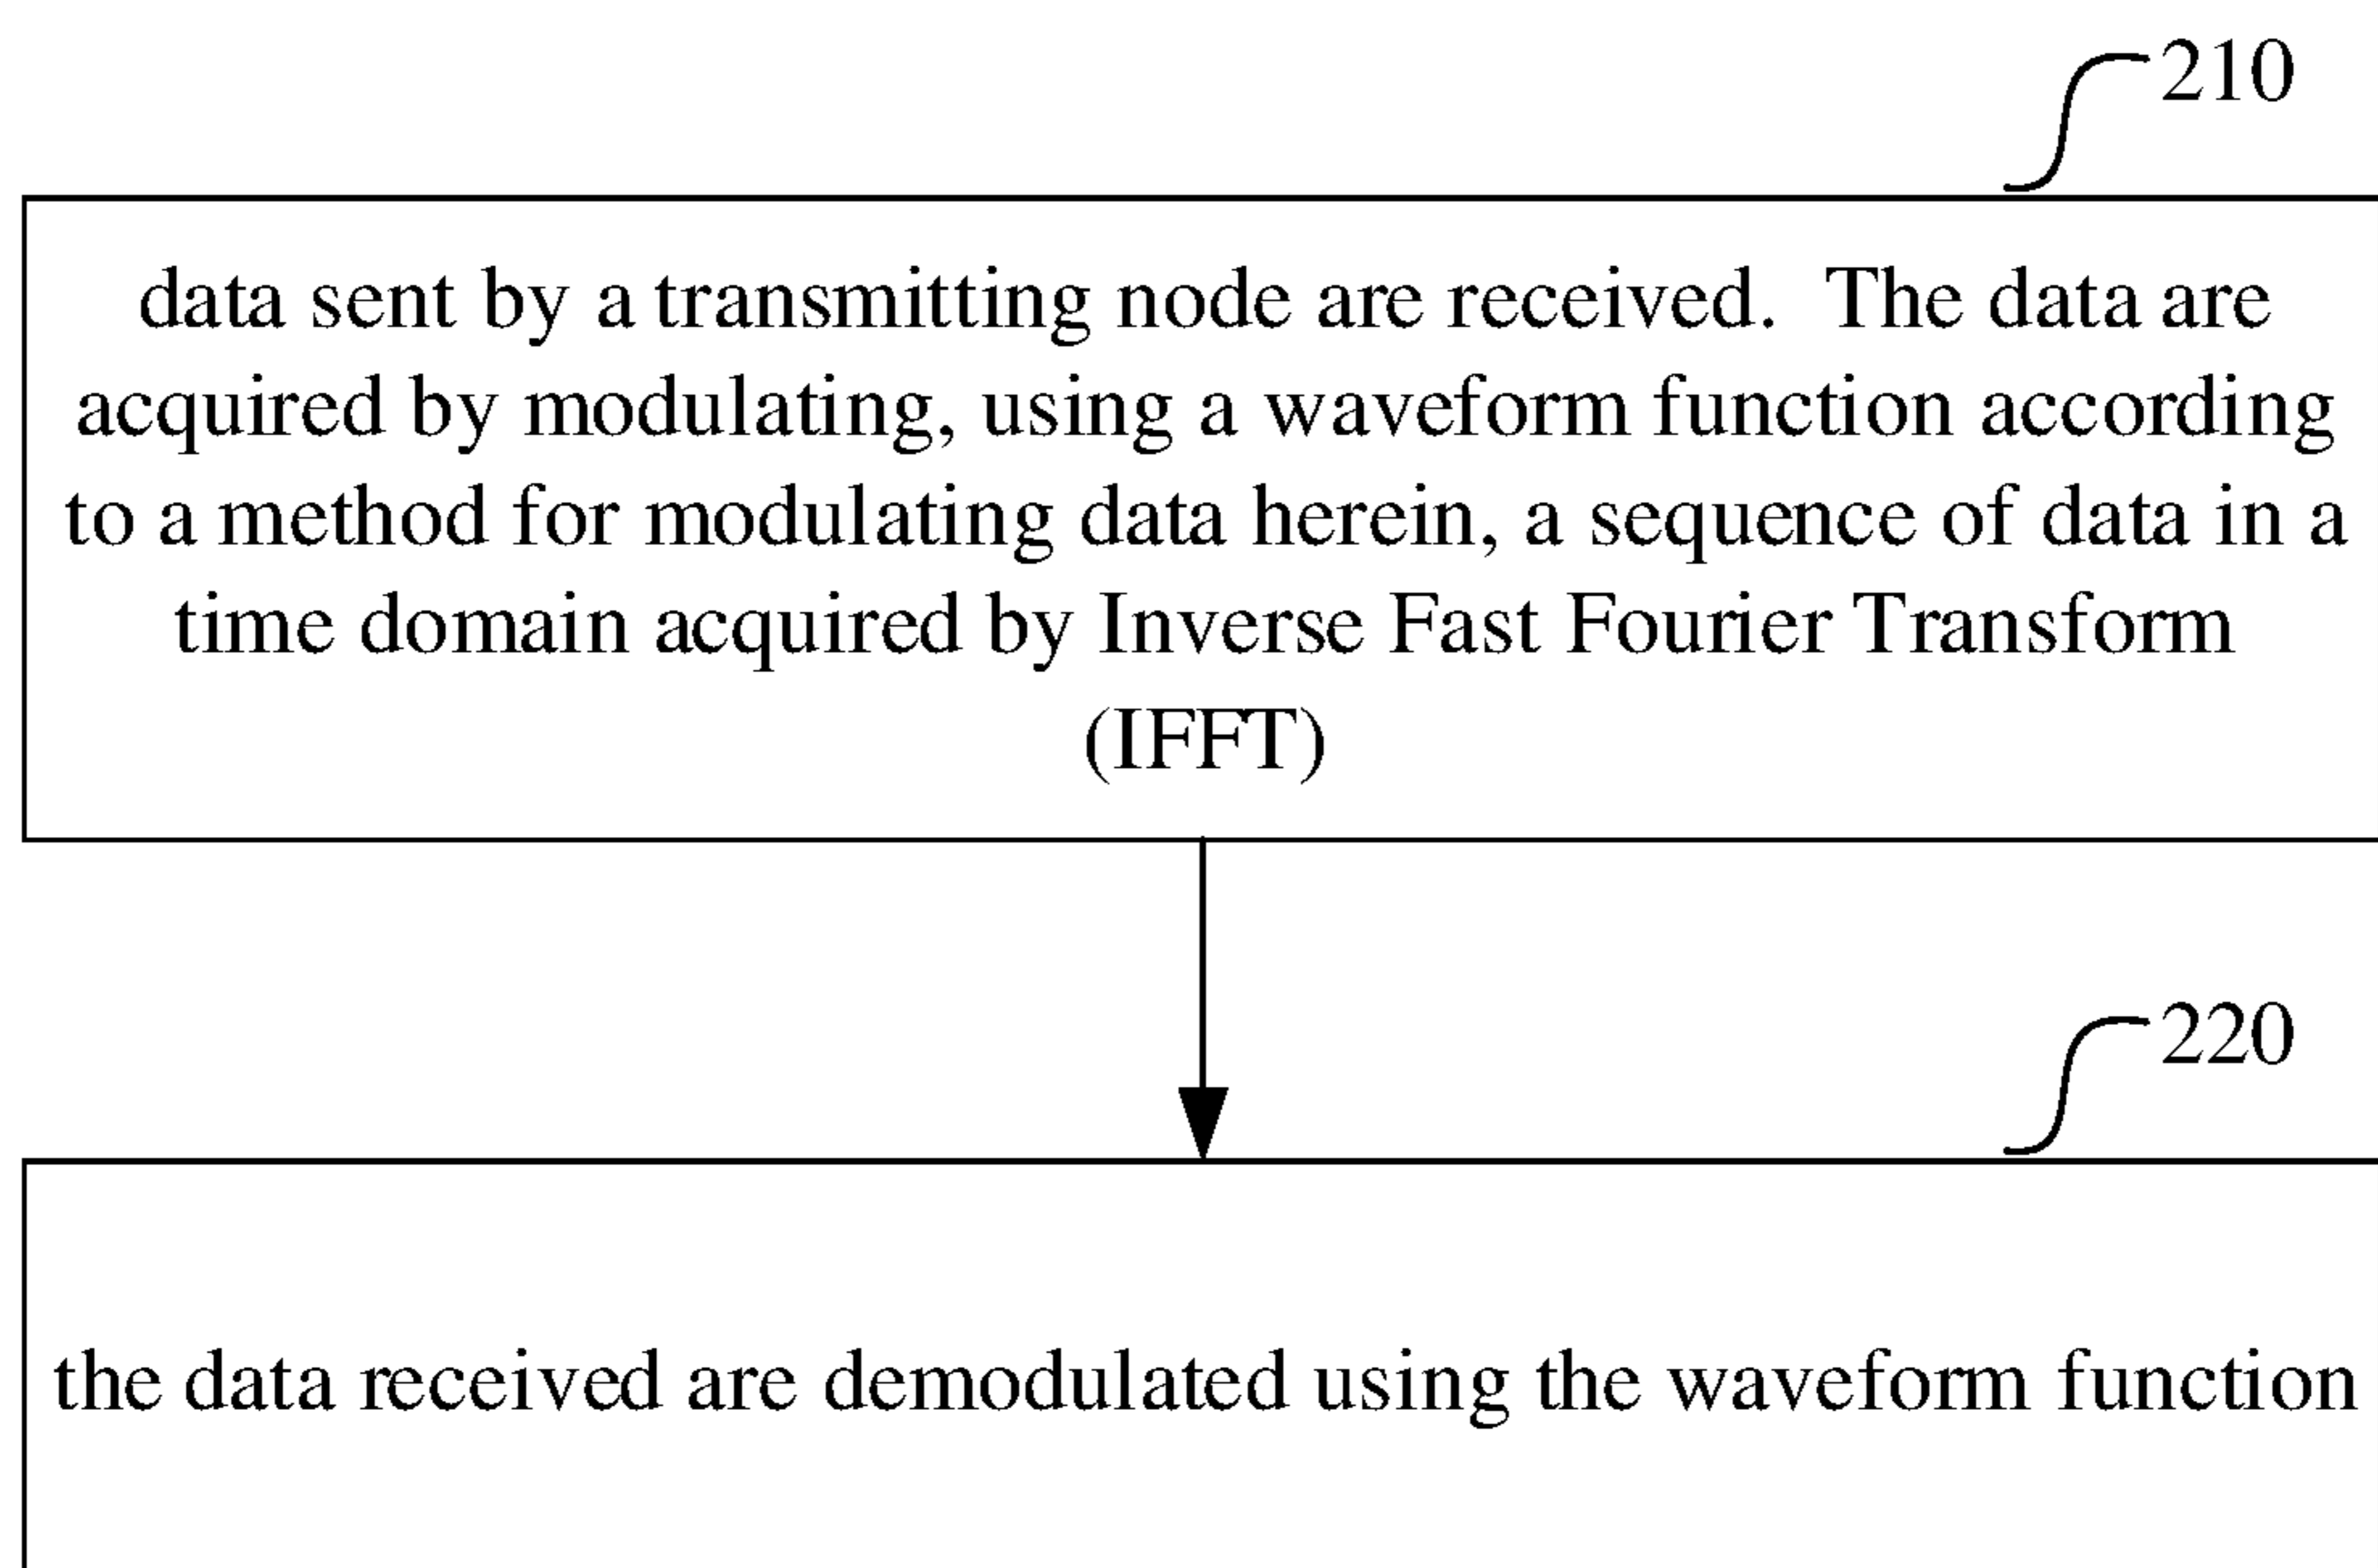 210
data sent by a transmitting node are received. The data are
acquired by modulating, using a waveform function according
to a method for modulating data herein, a sequence of data in a
time domain acquired by Inverse Fast Fourier Transform
(IFFT)
220
the data received are demodulated using the waveform function